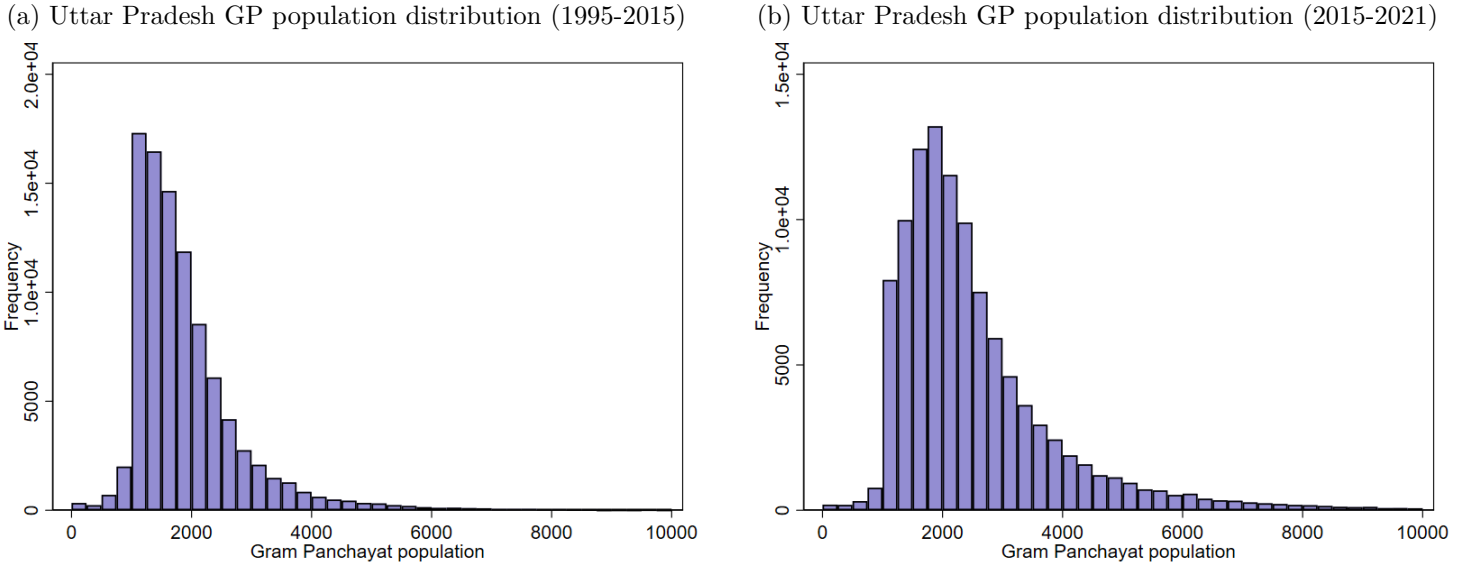 (a) Uttar Pradesh GP population distribution (1995-2015)
2.0e+04
1.5e+04
1.0e+04
5000
0
Frequency
0 2000 4000 6000 8000 10000
Gram Panchayat population
(b) Uttar Pradesh GP population distribution (2015-2021)
1.5e+04
1.0e+04
5000
0
Frequency
0 2000 4000 6000 8000 10000
Gram Panchayat population